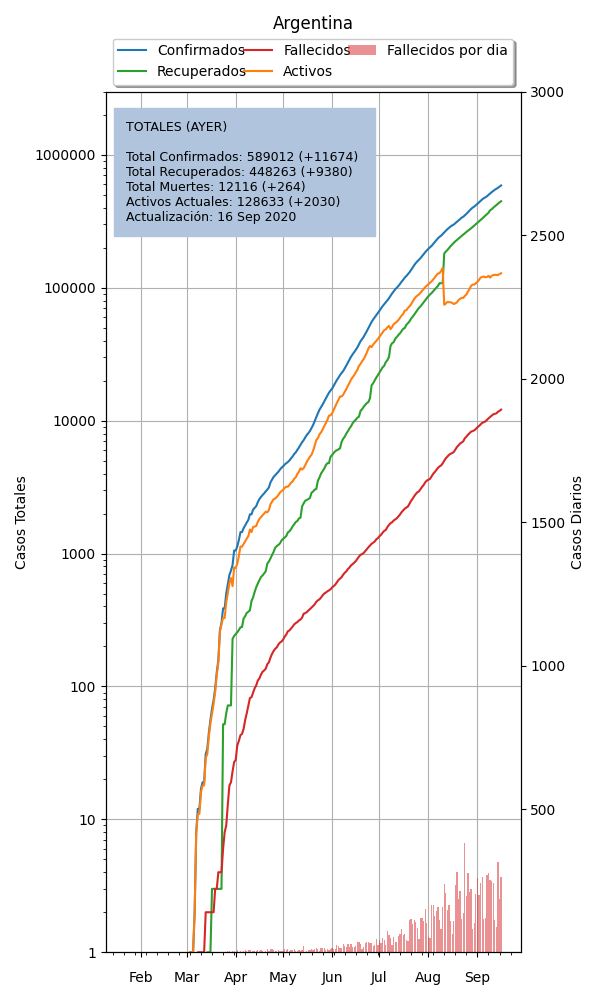 Argentina
Confirmados Fallecidos Fallecidos por dia
Recuperados Activos
TOTALES (AYER)
Total Confirmados: 589012 (+11674)
Total Recuperados: 448263 (+9380)
Total Muertes: 12116 (+264)
Activos Actuales: 128633 (+2030)
Actualización: 16 Sep 2020
Casos Totales
1000000
100000
10000
1000
100
10
1
3000
2500
2000
1500
1000
500
Casos Diarios
Feb Mar Apr May Jun Jul Aug Sep